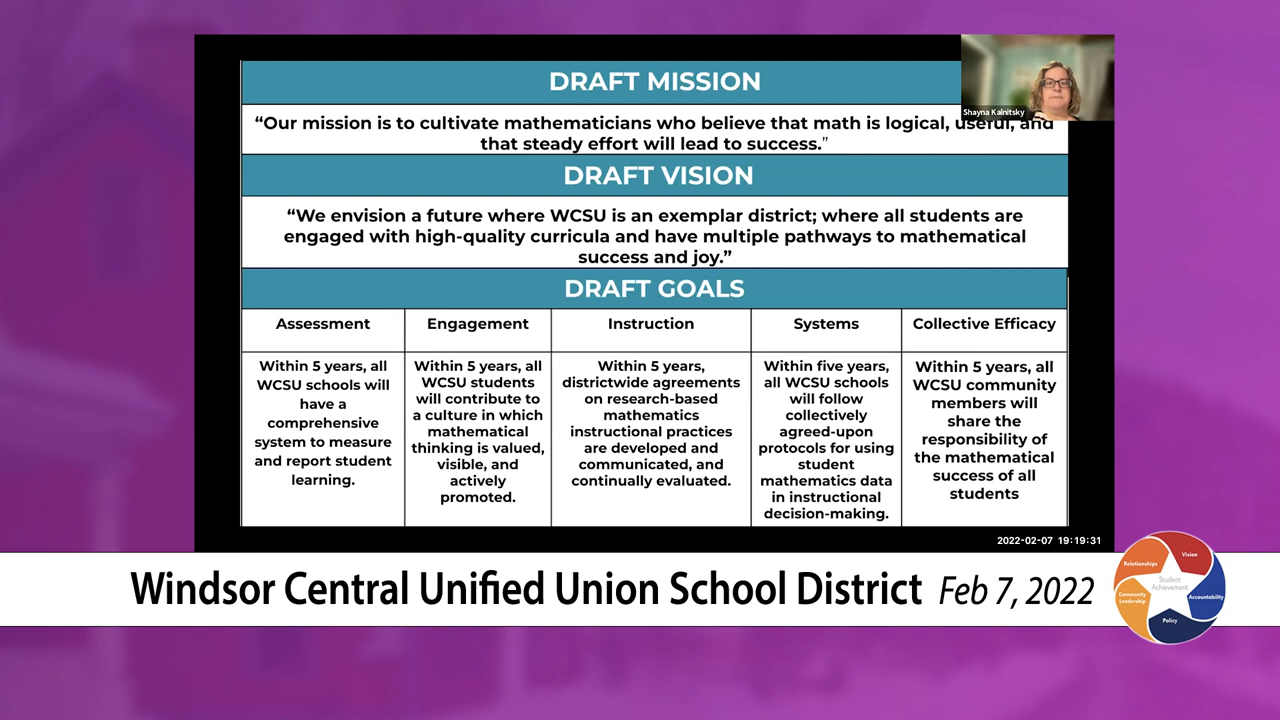 DRAFT MISSION
Shayna Kalnitsky
“Our mission is to cultivate mathematicians who believe that math is logical, useful, and
that steady effort will lead to success.”
DRAFT VISION
“We envision a future where WCSU is an exemplar district; where all students are
engaged with high-quality curricula and have multiple pathways to mathematical
success and joy.”
DRAFT GOALS
Assessment
Within 5 years, all
WCSU schools will
have a
comprehensive
system to measure
and report student
learning.
Engagement
Within 5 years, all
WCSU students
will contribute to
a culture in which
mathematical
thinking is valued,
visible, and
actively
promoted.
Instruction
Within 5 years,
districtwide agreements
on research-based
mathematics
instructional practices
are developed and
communicated, and
continually evaluated.
Systems
Within five years,
all WCSU schools
will follow
collectively
agreed-upon
protocols for using
student
mathematics data
in instructional
decision-making.
Collective Efficacy
Within 5 years, all
WCSU community
members will
share the
responsibility of
the mathematical
success of all
students
2022-02-07 19:19:31
Windsor Central Unified Union School District Feb 7, 2022
Vision
Relationships
Student
Achievement
Community
Leadership
Accountability
Policy